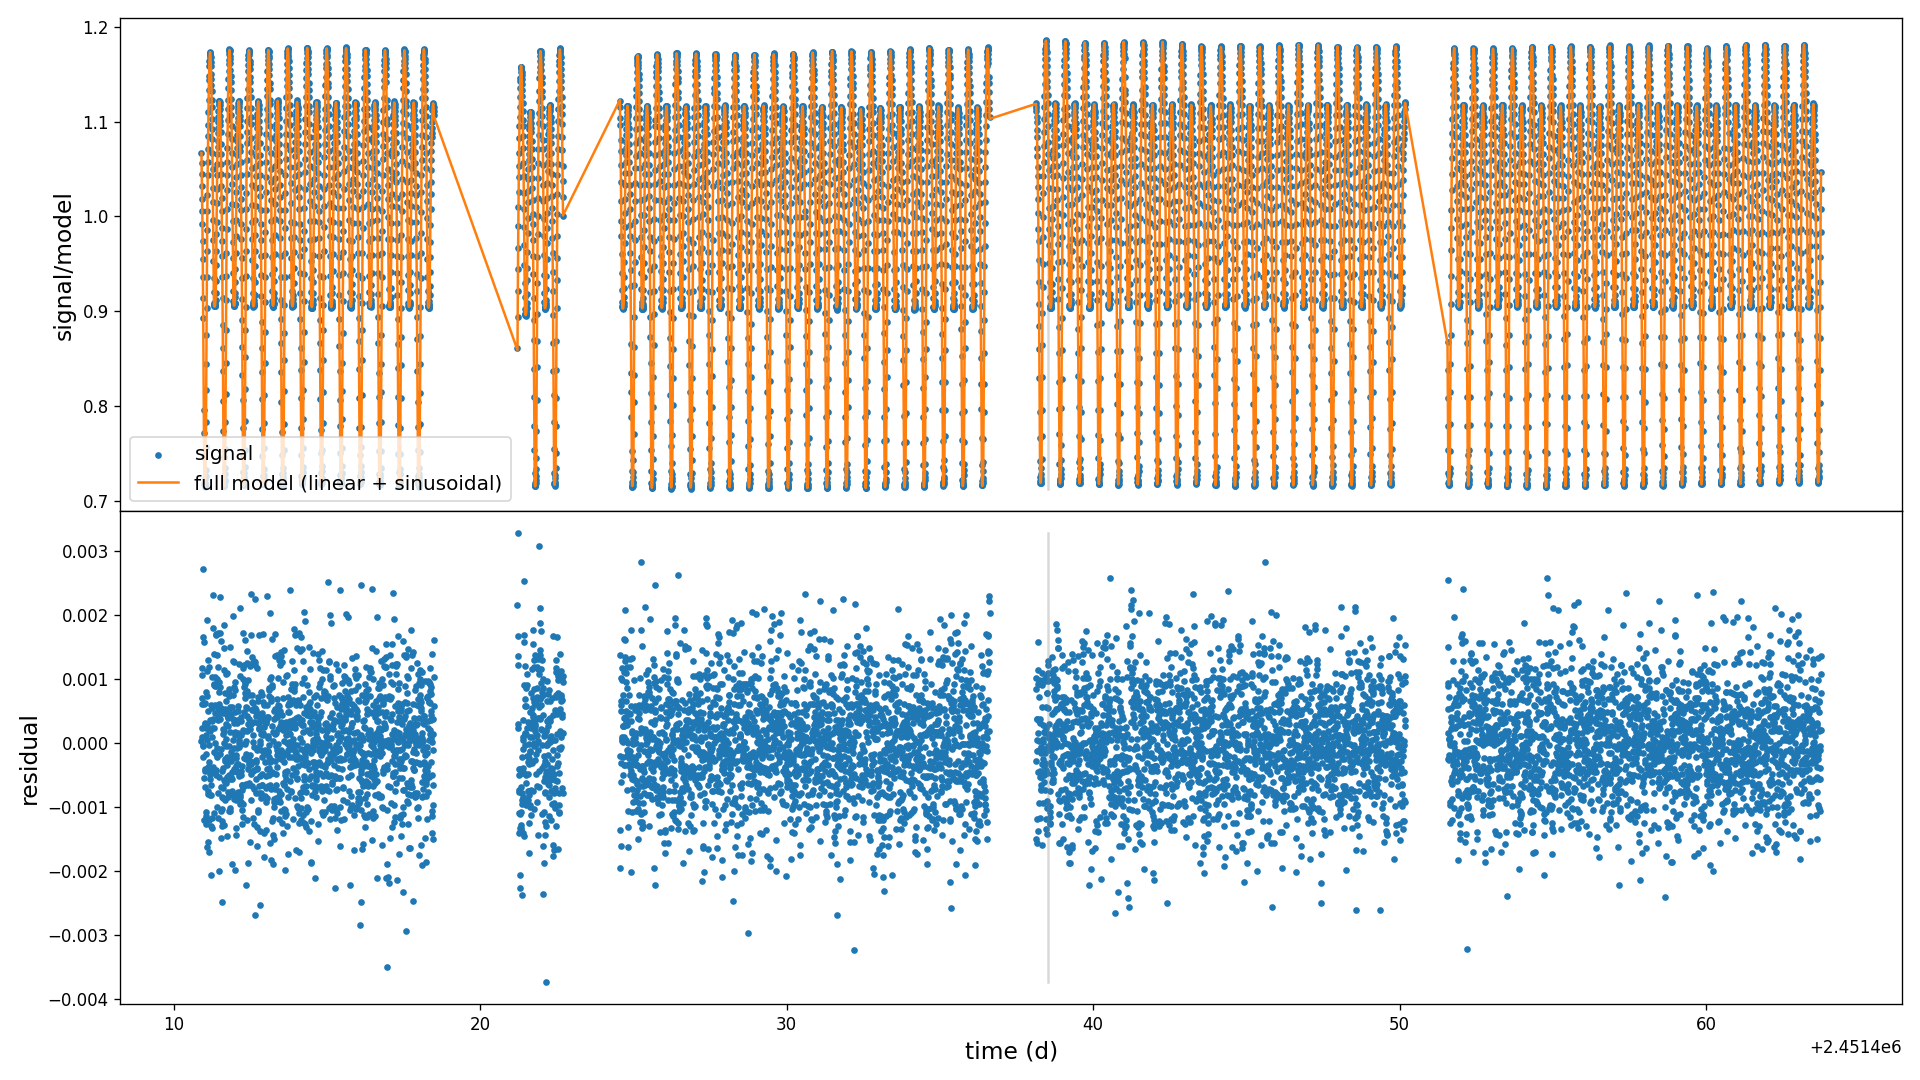 1.2
1.1
1.0
0.9
0.8
0.7
signal/model
signal
full model (linear + sinusoidal)
0.003
0.002
0.001
0.000
−0.001
−0.002
−0.003
−0.004
residual
10 20 30 40 50 60
time (d)
+2.4514e6